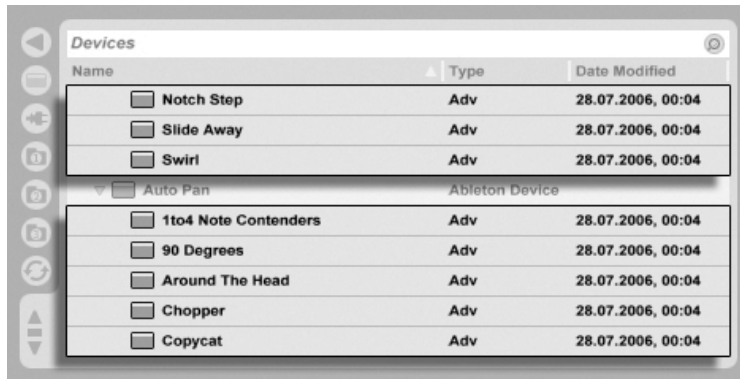 Devices
Name Type Date Modified
Notch Step Adv 28.07.2006, 00:04
Slide Away Adv 28.07.2006, 00:04
Swirl Adv 28.07.2006, 00:04
Auto Pan Ableton Device
1to4 Note Contenders Adv 28.07.2006, 00:04
90 Degrees Adv 28.07.2006, 00:04
Around The Head Adv 28.07.2006, 00:04
Chopper Adv 28.07.2006, 00:04
Copycat Adv 28.07.2006, 00:04
1
2
3